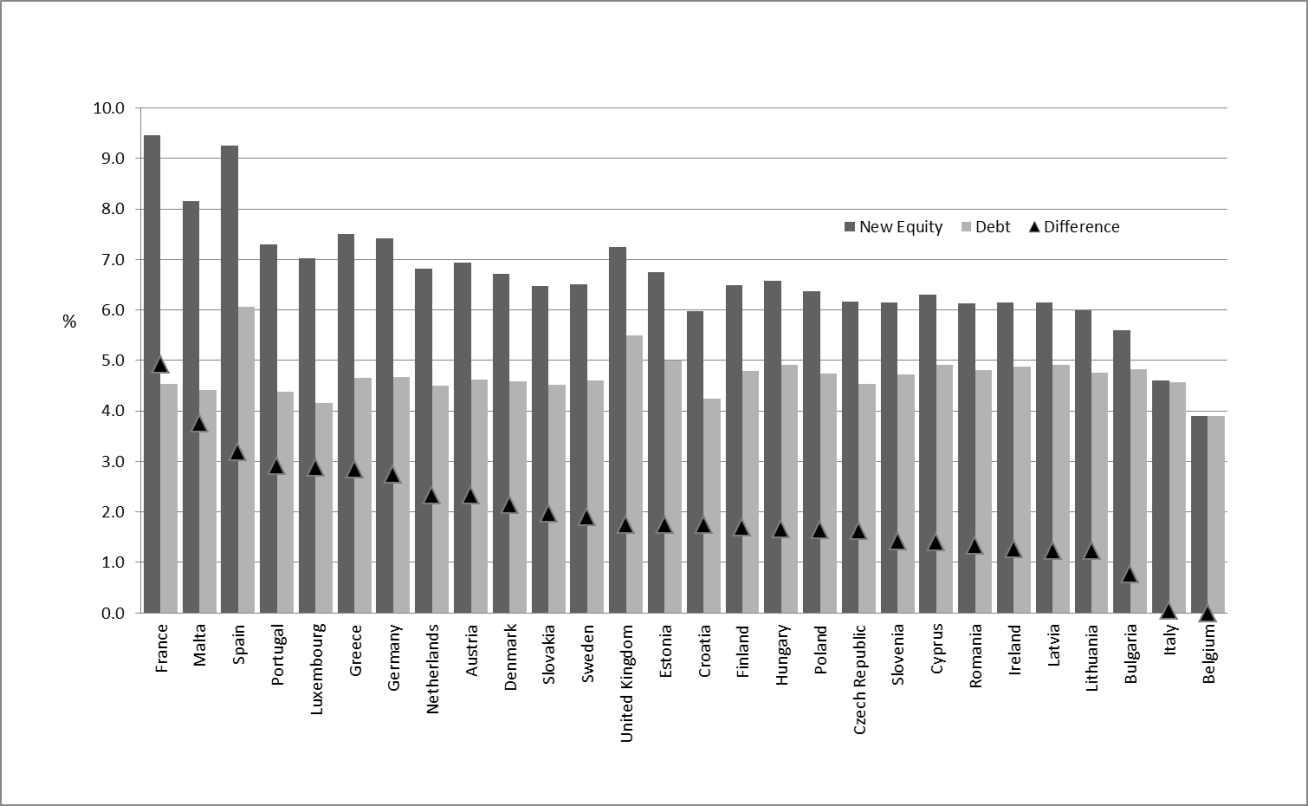 10.0
9.0
8.0
7.0
6.0
5.0
4.0
3.0
2.0
1.0
0.0
%
New Equity
Debt
Difference
France
Malta
Spain
Portugal
Luxembourg
Greece
Germany
Netherlands
Austria
Denmark
Slovakia
Sweden
United Kingdom
Estonia
Croatia
Finland
Hungary
Poland
Czech Republic
Slovenia
Cyprus
Romania
Ireland
Latvia
Lithuania
Bulgaria
Italy
Belgium